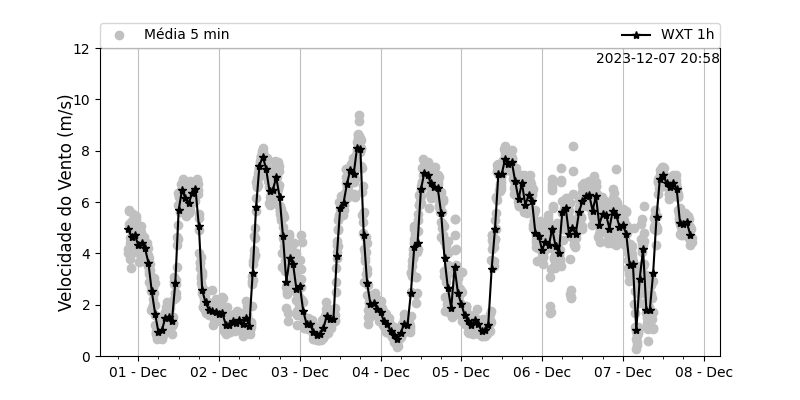 Média 5 min
WXT 1h
2023-12-07 20:58
Velocidade do Vento (m/s)
12
10
8
6
4
2
0
01 - Dec
02 - Dec
03 - Dec
04 - Dec
05 - Dec
06 - Dec
07 - Dec
08 - Dec